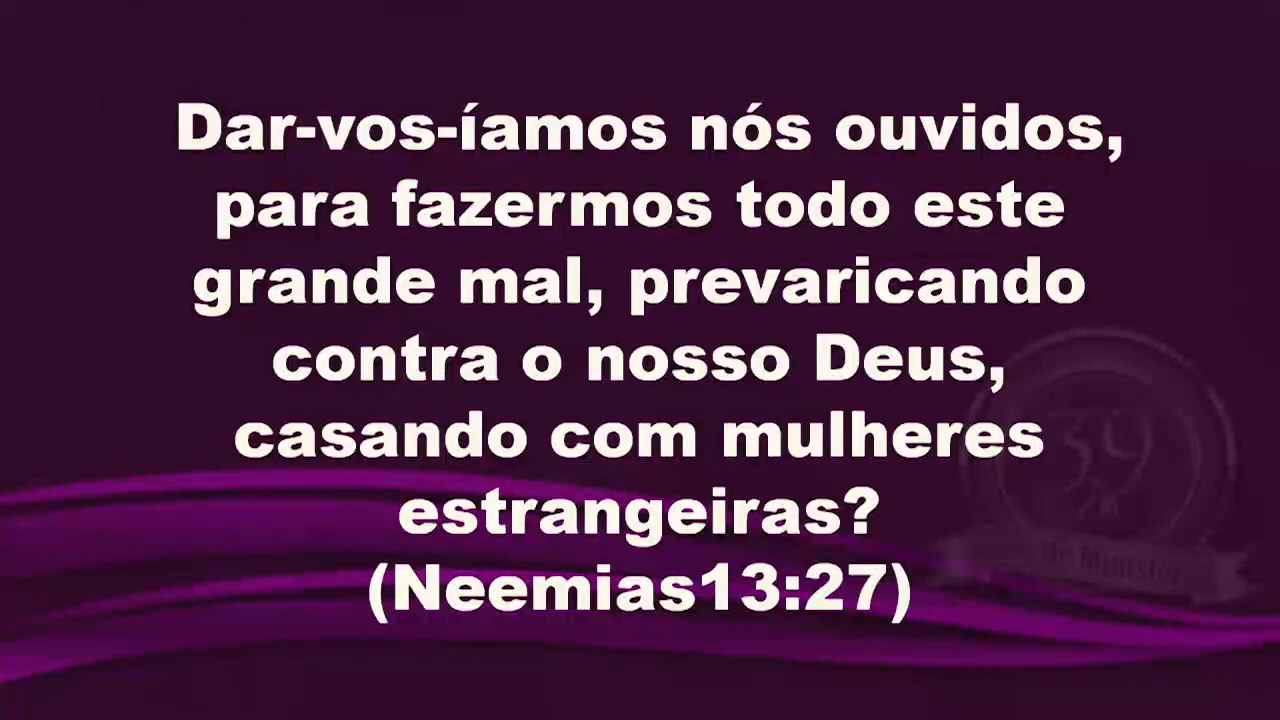 Dar-vos-íamos nós ouvidos,
para fazermos todo este
grande mal, prevaricando
contra o nosso Deus,
casando com mulheres
estrangeiras?
(Neemias13:27)
39